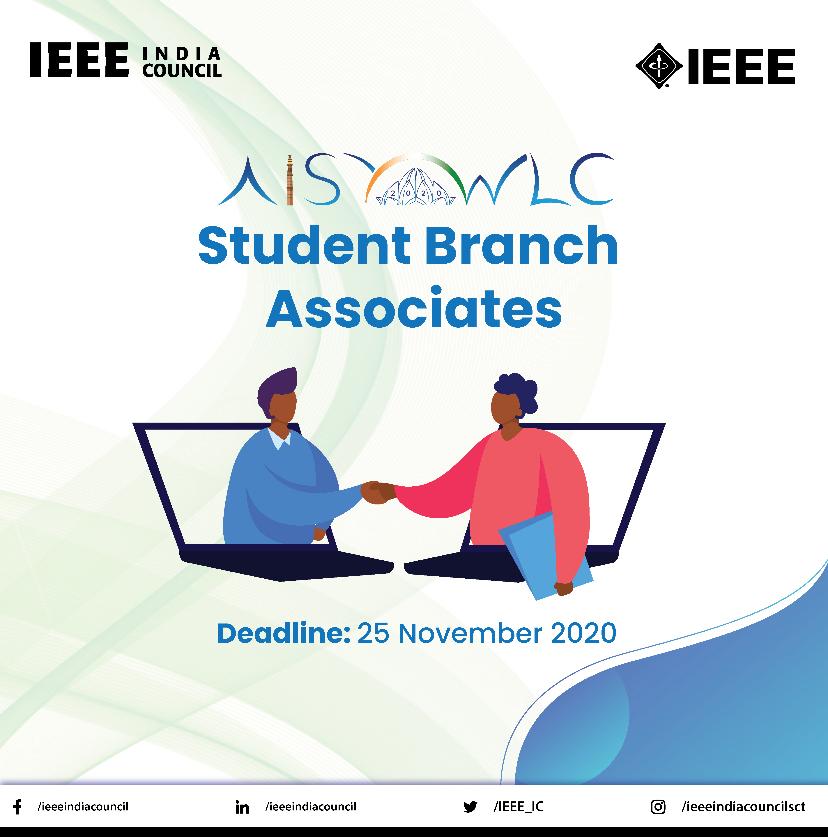 IEEE INDIA COUNCIL
IEEE
AISYWLC
2020
Student Branch
Associates
Deadline: 25 November 2020
/ieeeindiacouncil
/ieeeindiacouncil
/IEEE_IC
/ieeeindiacouncilsct